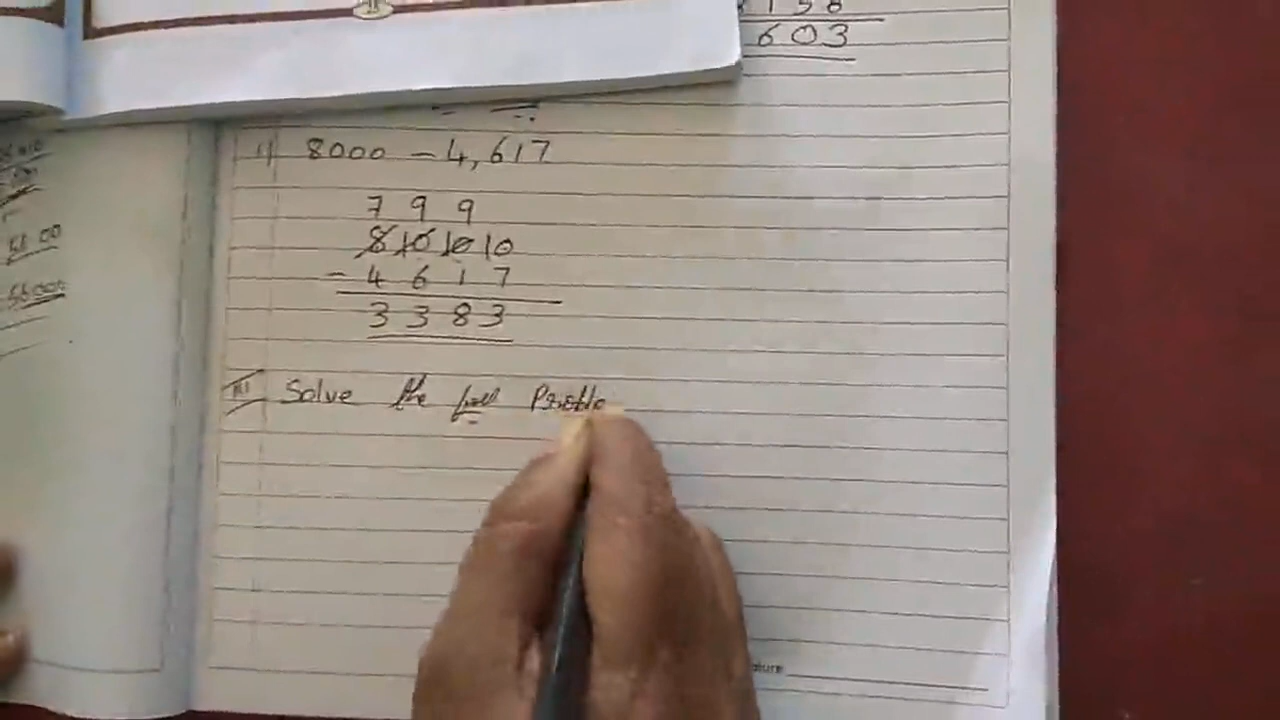 603
1) 8000 - 4,617
7 9 9
8 10 10 10
- 4 6 1 7
3 3 8 3
III Solve the foll Proble